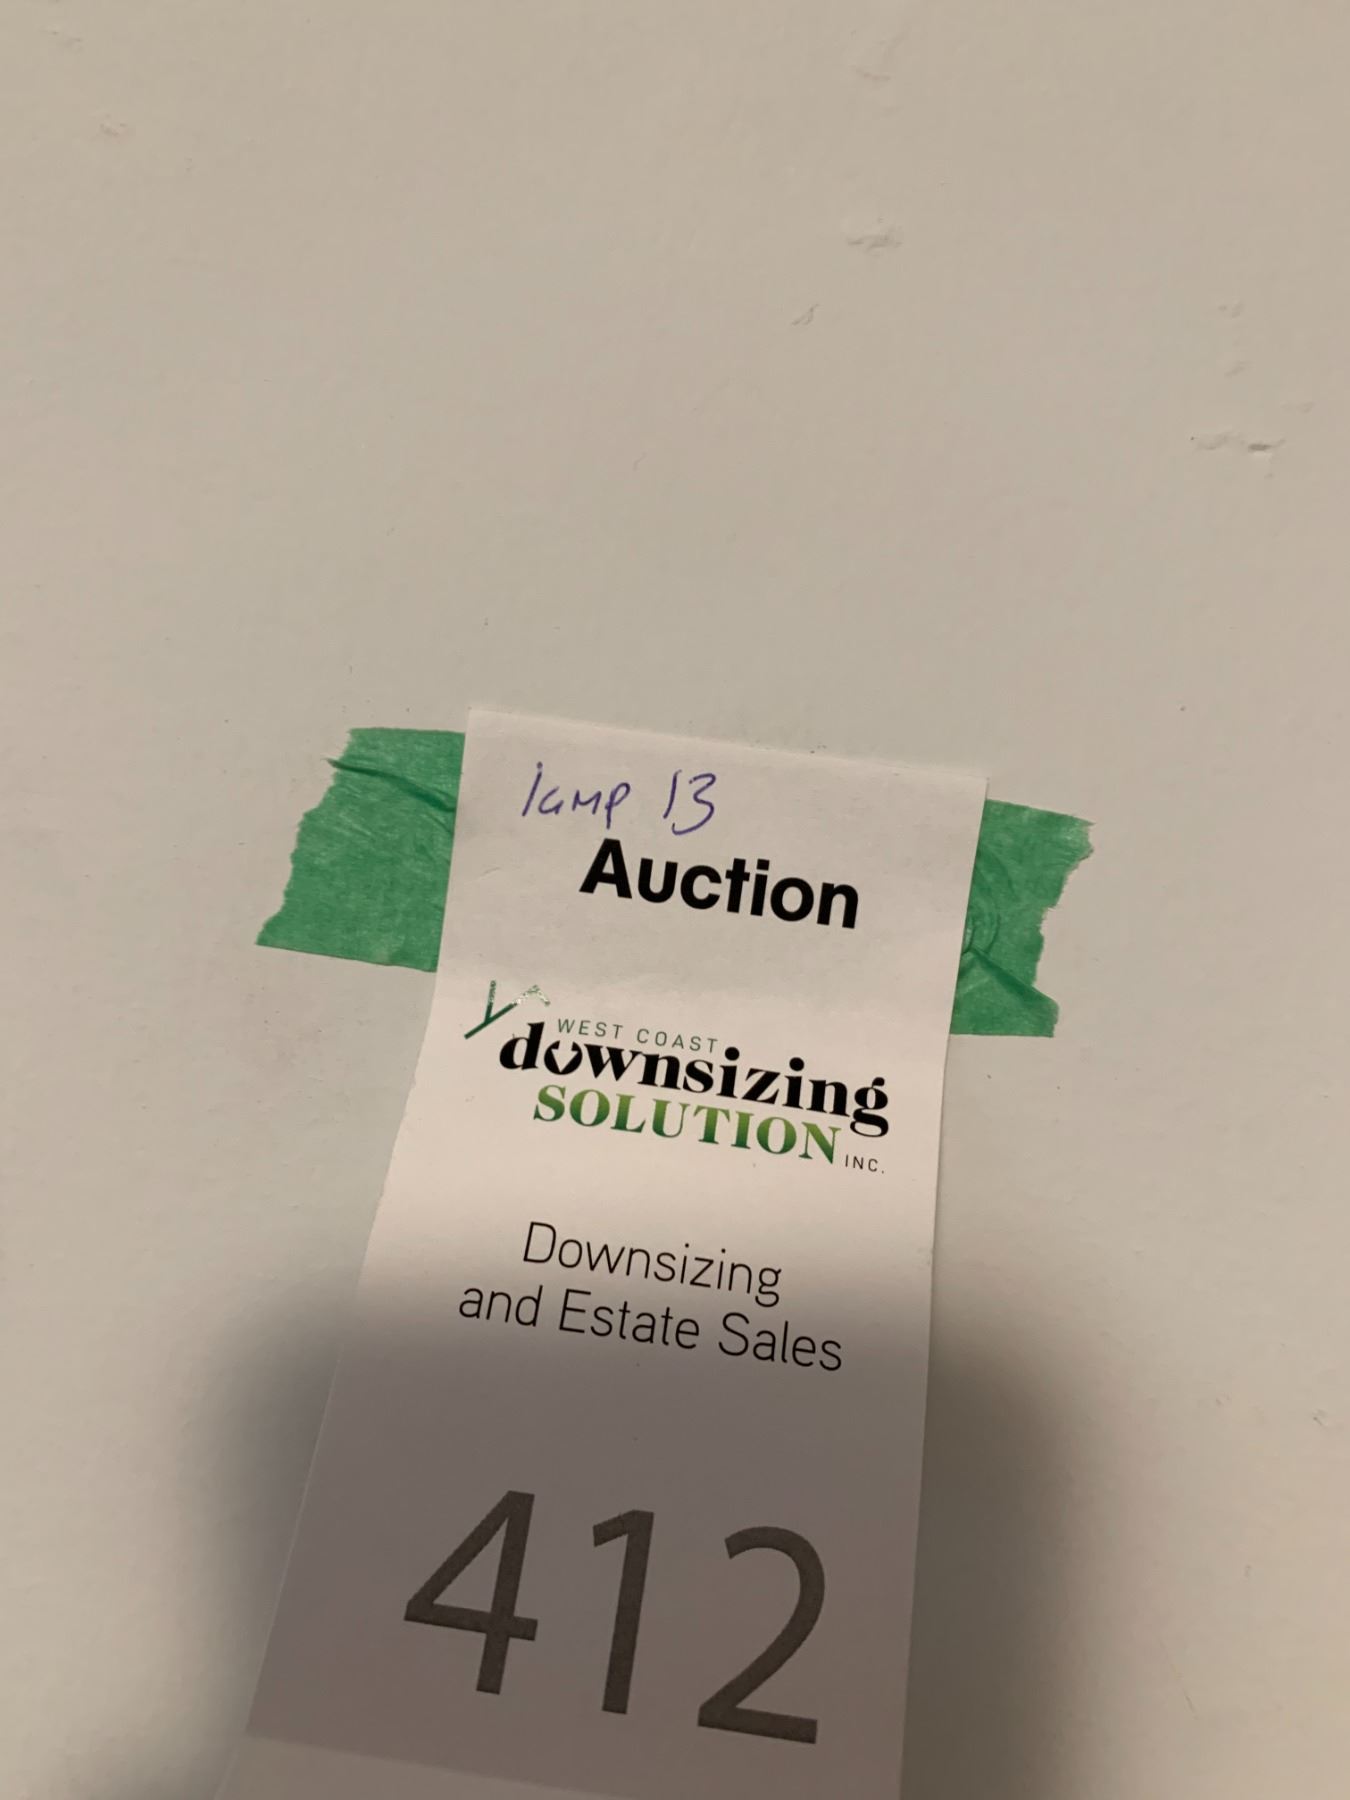 lamp 13
Auction
WEST COAST
downsizing
SOLUTION INC.
Downsizing
and Estate Sales
412